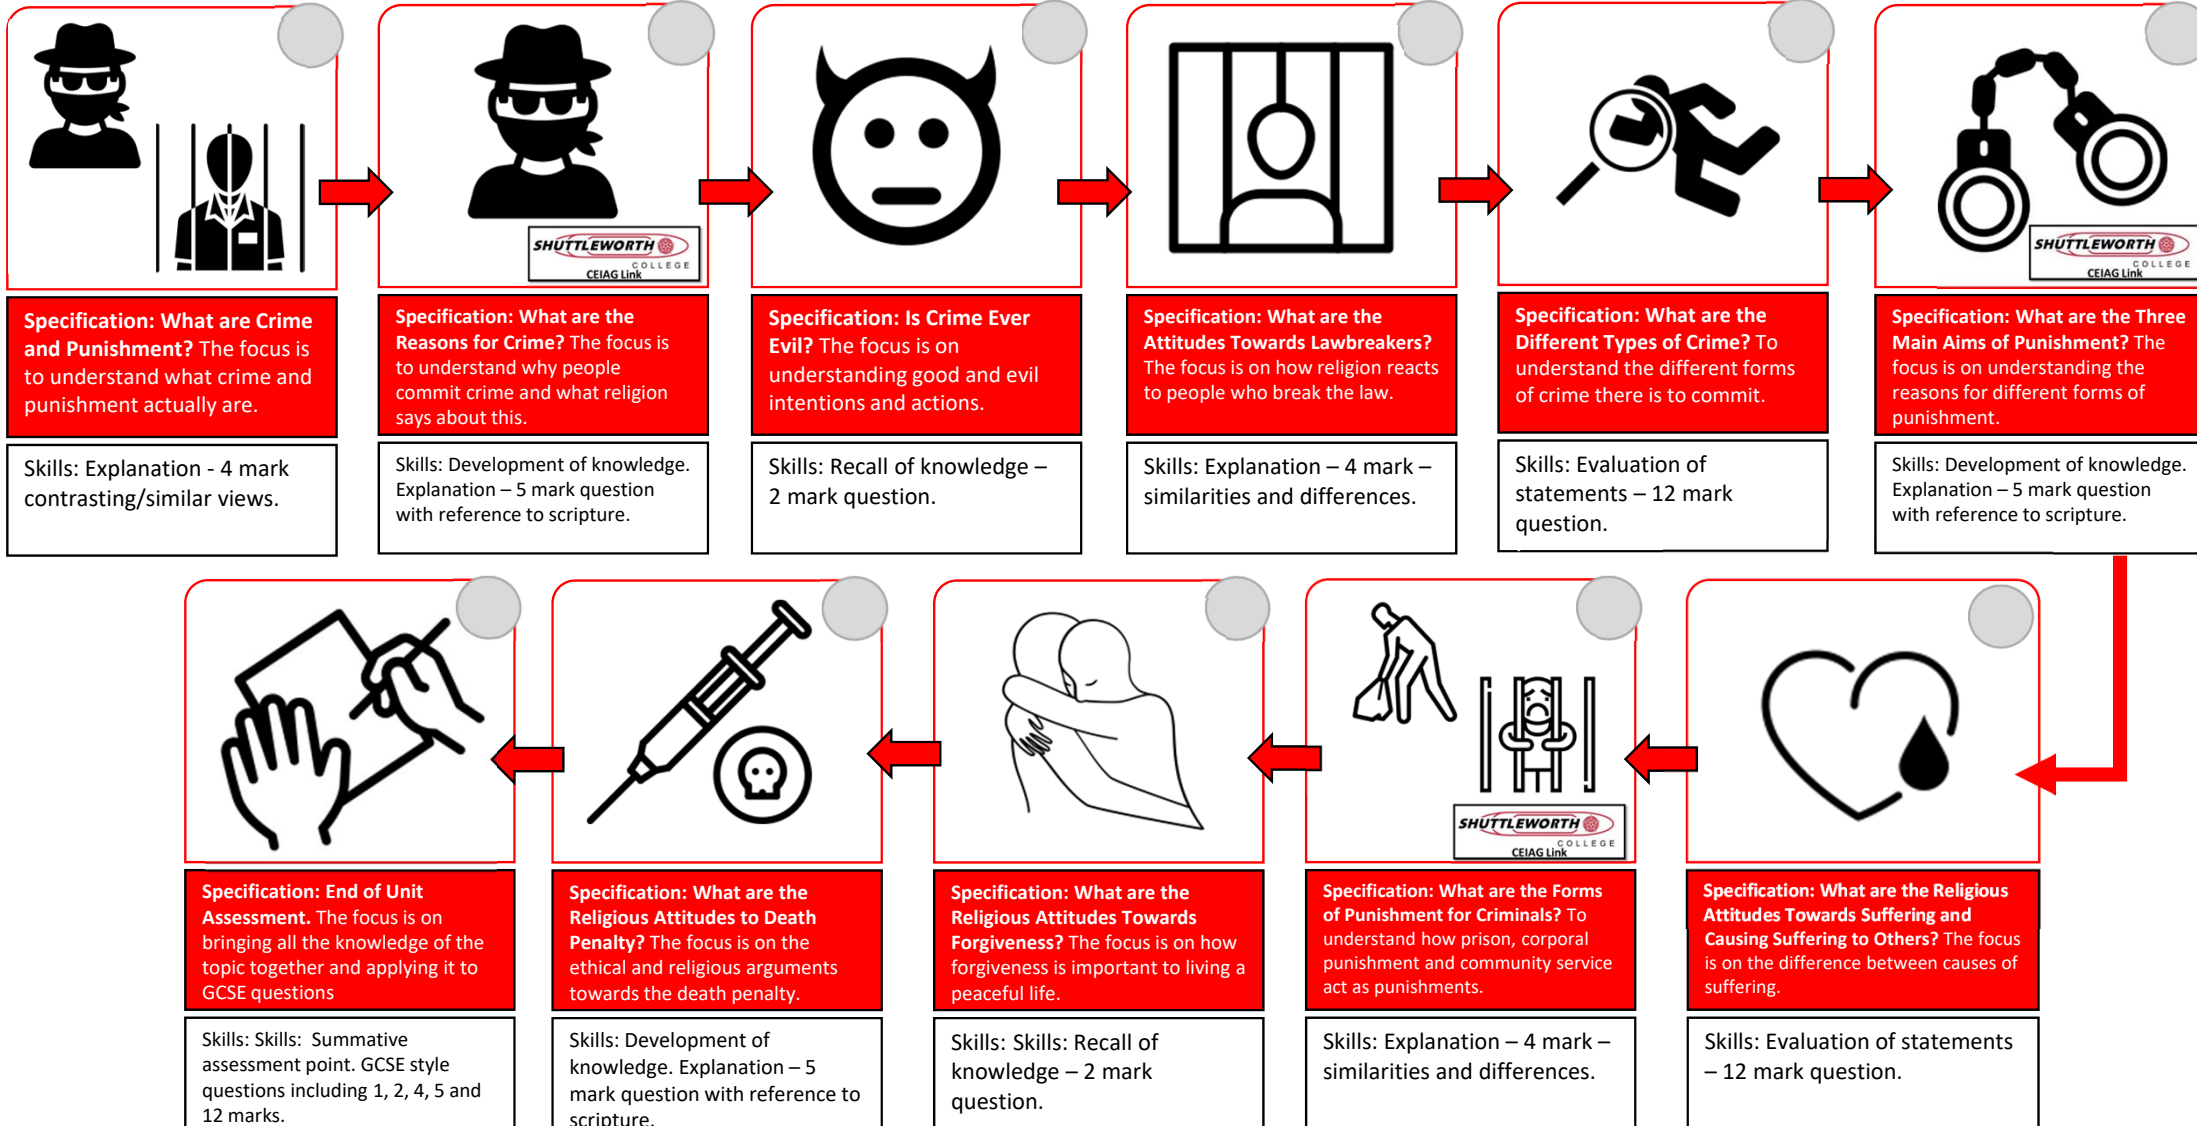 SHUTTLEWORTH
COLLEGE
CEIAG Link
SHUTTLEWORTH
COLLEGE
CEIAG Link
Specification: What are Crime
and Punishment? The focus is
to understand what crime and
punishment actually are.
Skills: Explanation - 4 mark
contrasting/similar views.
Specification: What are the
Reasons for Crime? The focus is
to understand why people
commit crime and what religion
says about this.
Skills: Development of knowledge.
Explanation – 5 mark question
with reference to scripture.
Specification: Is Crime Ever
Evil? The focus is on
understanding good and evil
intentions and actions.
Skills: Recall of knowledge –
2 mark question.
Specification: What are the
Attitudes Towards Lawbreakers?
The focus is on how religion reacts
to people who break the law.
Skills: Explanation – 4 mark –
similarities and differences.
Specification: What are the
Different Types of Crime? To
understand the different forms
of crime there is to commit.
Skills: Evaluation of
statements – 12 mark
question.
Specification: What are the Three
Main Aims of Punishment? The
focus is on understanding the
reasons for different forms of
punishment.
Skills: Development of knowledge.
Explanation – 5 mark question
with reference to scripture.
SHUTTLEWORTH
COLLEGE
CEIAG Link
Specification: End of Unit
Assessment. The focus is on
bringing all the knowledge of the
topic together and applying it to
GCSE questions
Skills: Skills: Summative
assessment point. GCSE style
questions including 1, 2, 4, 5 and
12 marks.
Specification: What are the
Religious Attitudes to Death
Penalty? The focus is on the
ethical and religious arguments
towards the death penalty.
Skills: Development of
knowledge. Explanation – 5
mark question with reference to
scripture.
Specification: What are the
Religious Attitudes Towards
Forgiveness? The focus is on how
forgiveness is important to living a
peaceful life.
Skills: Skills: Recall of
knowledge – 2 mark
question.
Specification: What are the Forms
of Punishment for Criminals? To
understand how prison, corporal
punishment and community service
act as punishments.
Skills: Explanation – 4 mark –
similarities and differences.
Specification: What are the Religious
Attitudes Towards Suffering and
Causing Suffering to Others? The focus
is on the difference between causes of
suffering.
Skills: Evaluation of statements
– 12 mark question.